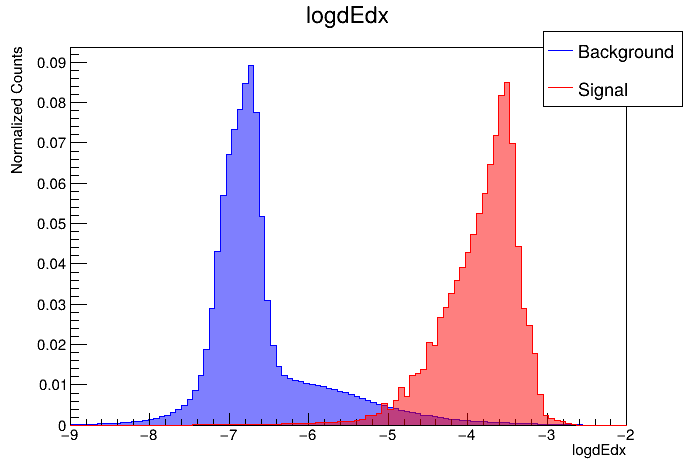 logdEdx
Background
Signal
Normalized Counts
0.09
0.08
0.07
0.06
0.05
0.04
0.03
0.02
0.01
0
−9 −8 −7 −6 −5 −4 −3 −2
logdEdx